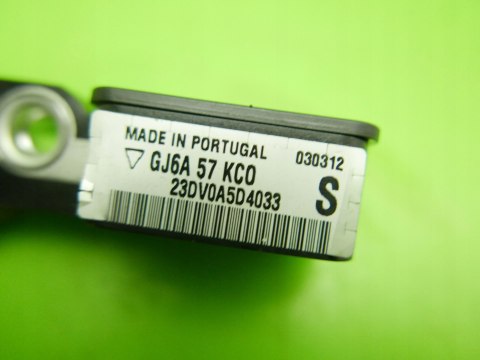 MADE IN PORTUGAL 030312
▽ GJ6A 57 KC0 S
23DV0A5D4033